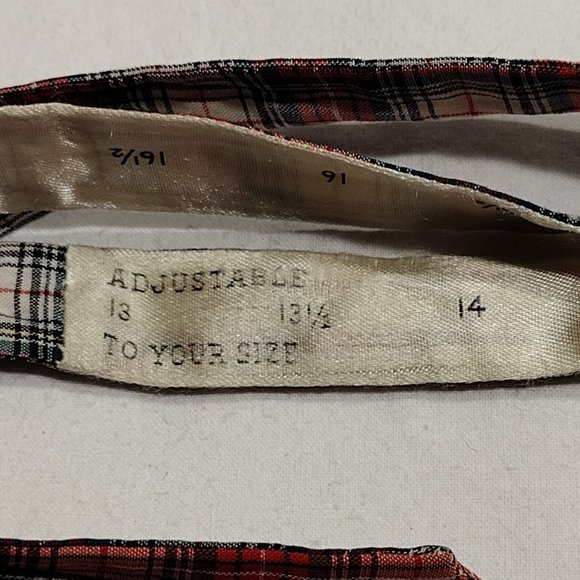 16½ 16
ADJUSTABLE
13 13½ 14
TO YOUR SIZE